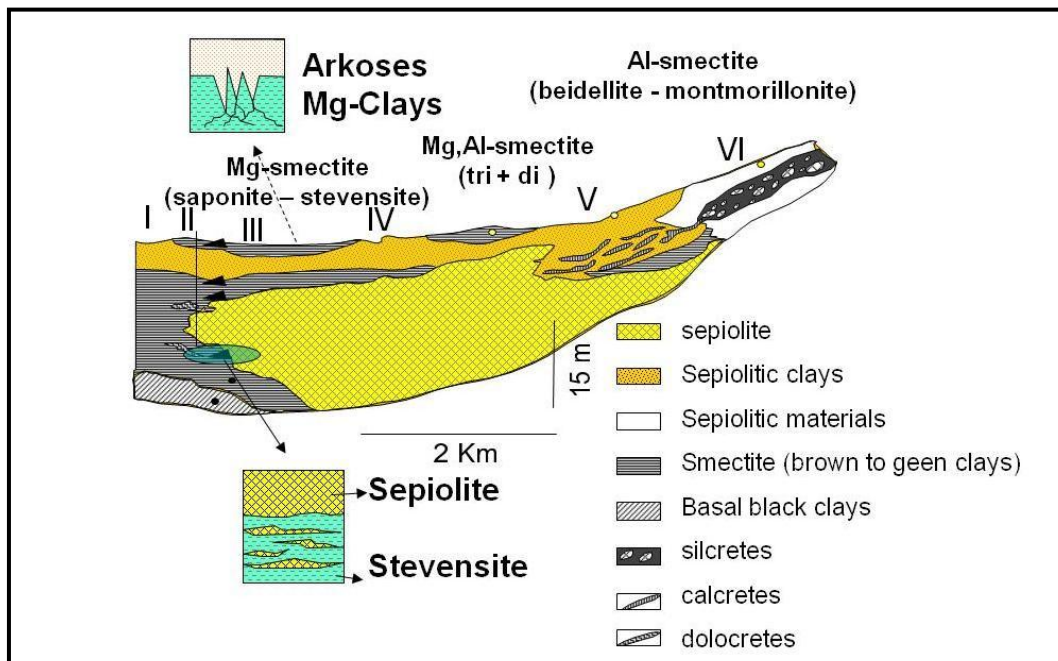 Arkoses
Mg-Clays
Al-smectite
(beidellite - montmorillonite)
Mg-smectite
(saponite – stevensite)
Mg,Al-smectite
(tri + di )
I
II
III
IV
V
VI
15 m
2 Km
Sepiolite
Stevensite
sepiolite
Sepiolitic clays
Sepiolitic materials
Smectite (brown to geen clays)
Basal black clays
silcretes
calcretes
dolocretes